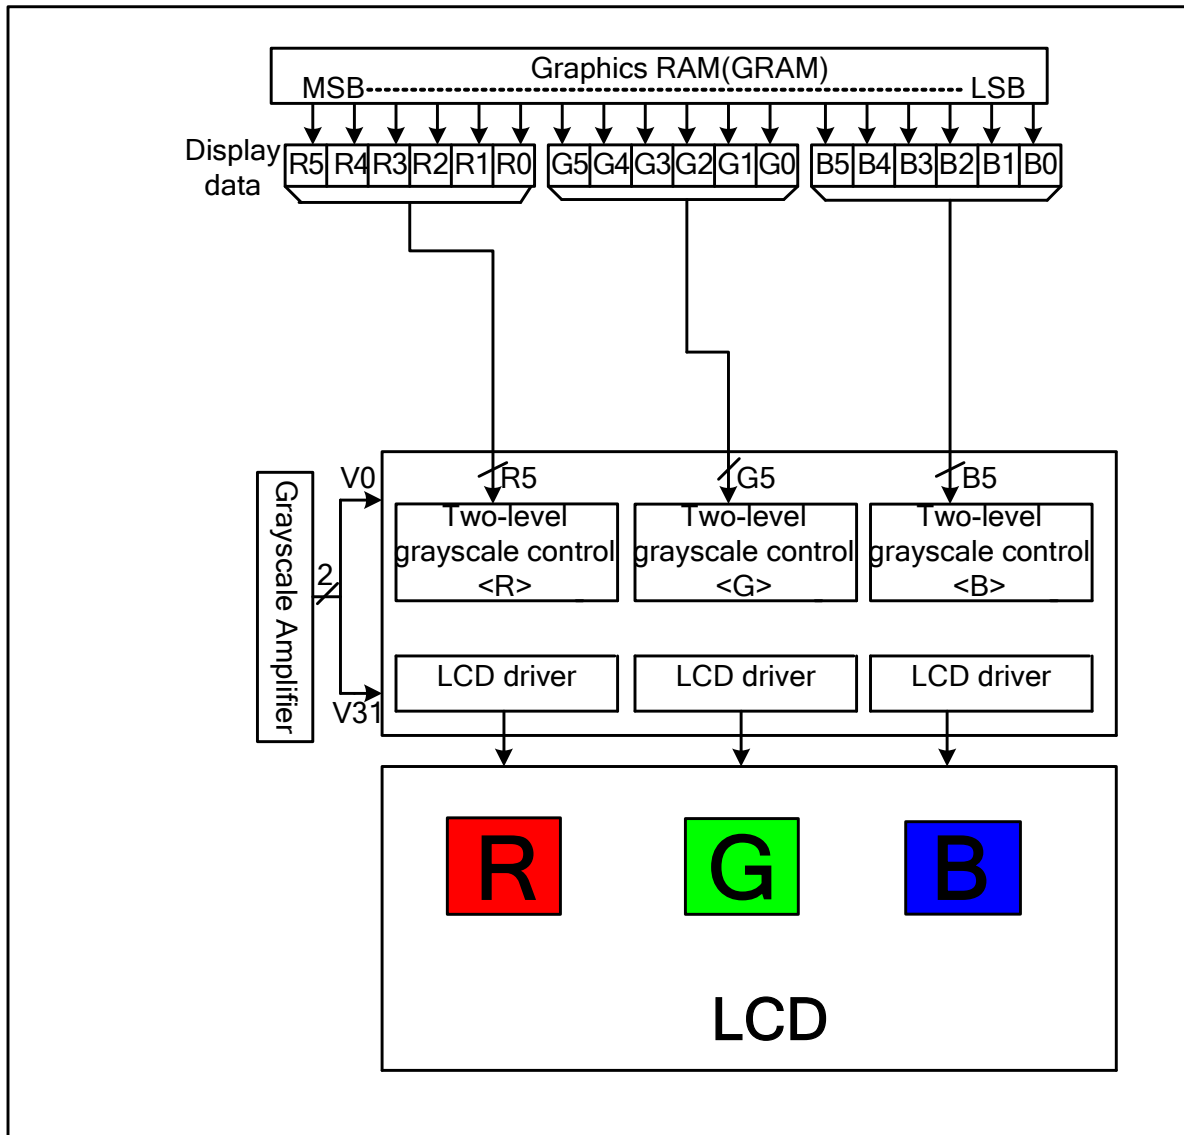 Graphics RAM(GRAM)
MSB LSB
Display
data
R5 R4 R3 R2 R1 R0 G5 G4 G3 G2 G1 G0 B5 B4 B3 B2 B1 B0
V0
R5 G5 B5
Grayscale Amplifier
2
V31
Two-level
grayscale control
<R>
Two-level
grayscale control
<G>
Two-level
grayscale control
<B>
LCD driver LCD driver LCD driver
R G B
LCD